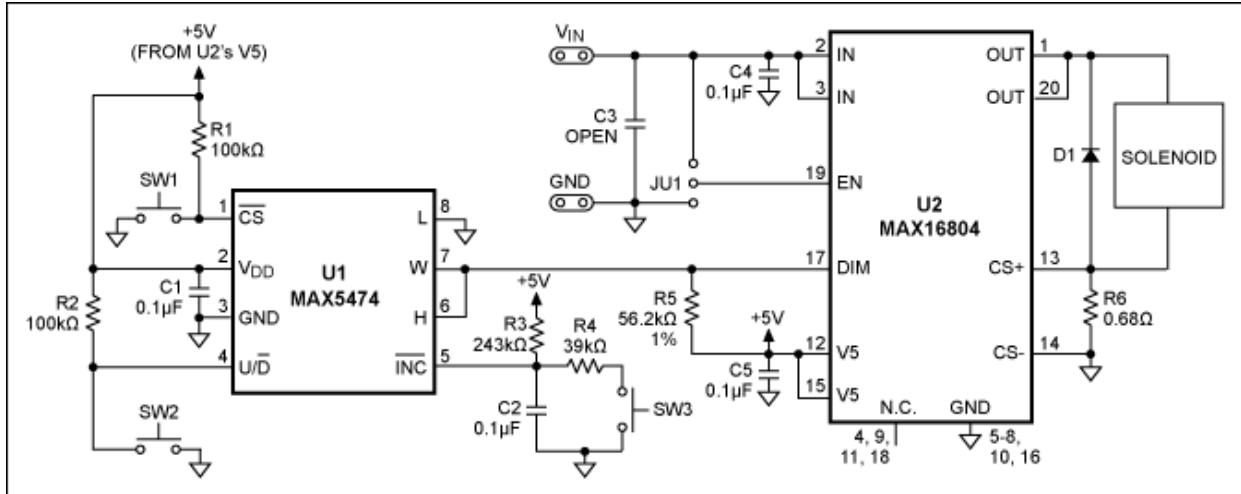 +5V
(FROM U2's V5)
R1
100kΩ
SW1
1
CS
2
VDD
C1
0.1µF
3
GND
R2
100kΩ
4
U/D
SW2
U1
MAX5474
8
L
7
W
6
H
5
INC
+5V
R3
243kΩ
R4
39kΩ
C2
0.1µF
SW3
VIN
C3
OPEN
GND
JU1
C4
0.1µF
R5
56.2kΩ
1%
+5V
C5
0.1µF
2
IN
3
IN
19
EN
17
DIM
12
V5
15
V5
U2
MAX16804
N.C.
4, 9,
11, 18
GND
5-8,
10, 16
OUT
1
OUT
20
CS+
13
CS-
14
D1
SOLENOID
R6
0.68Ω